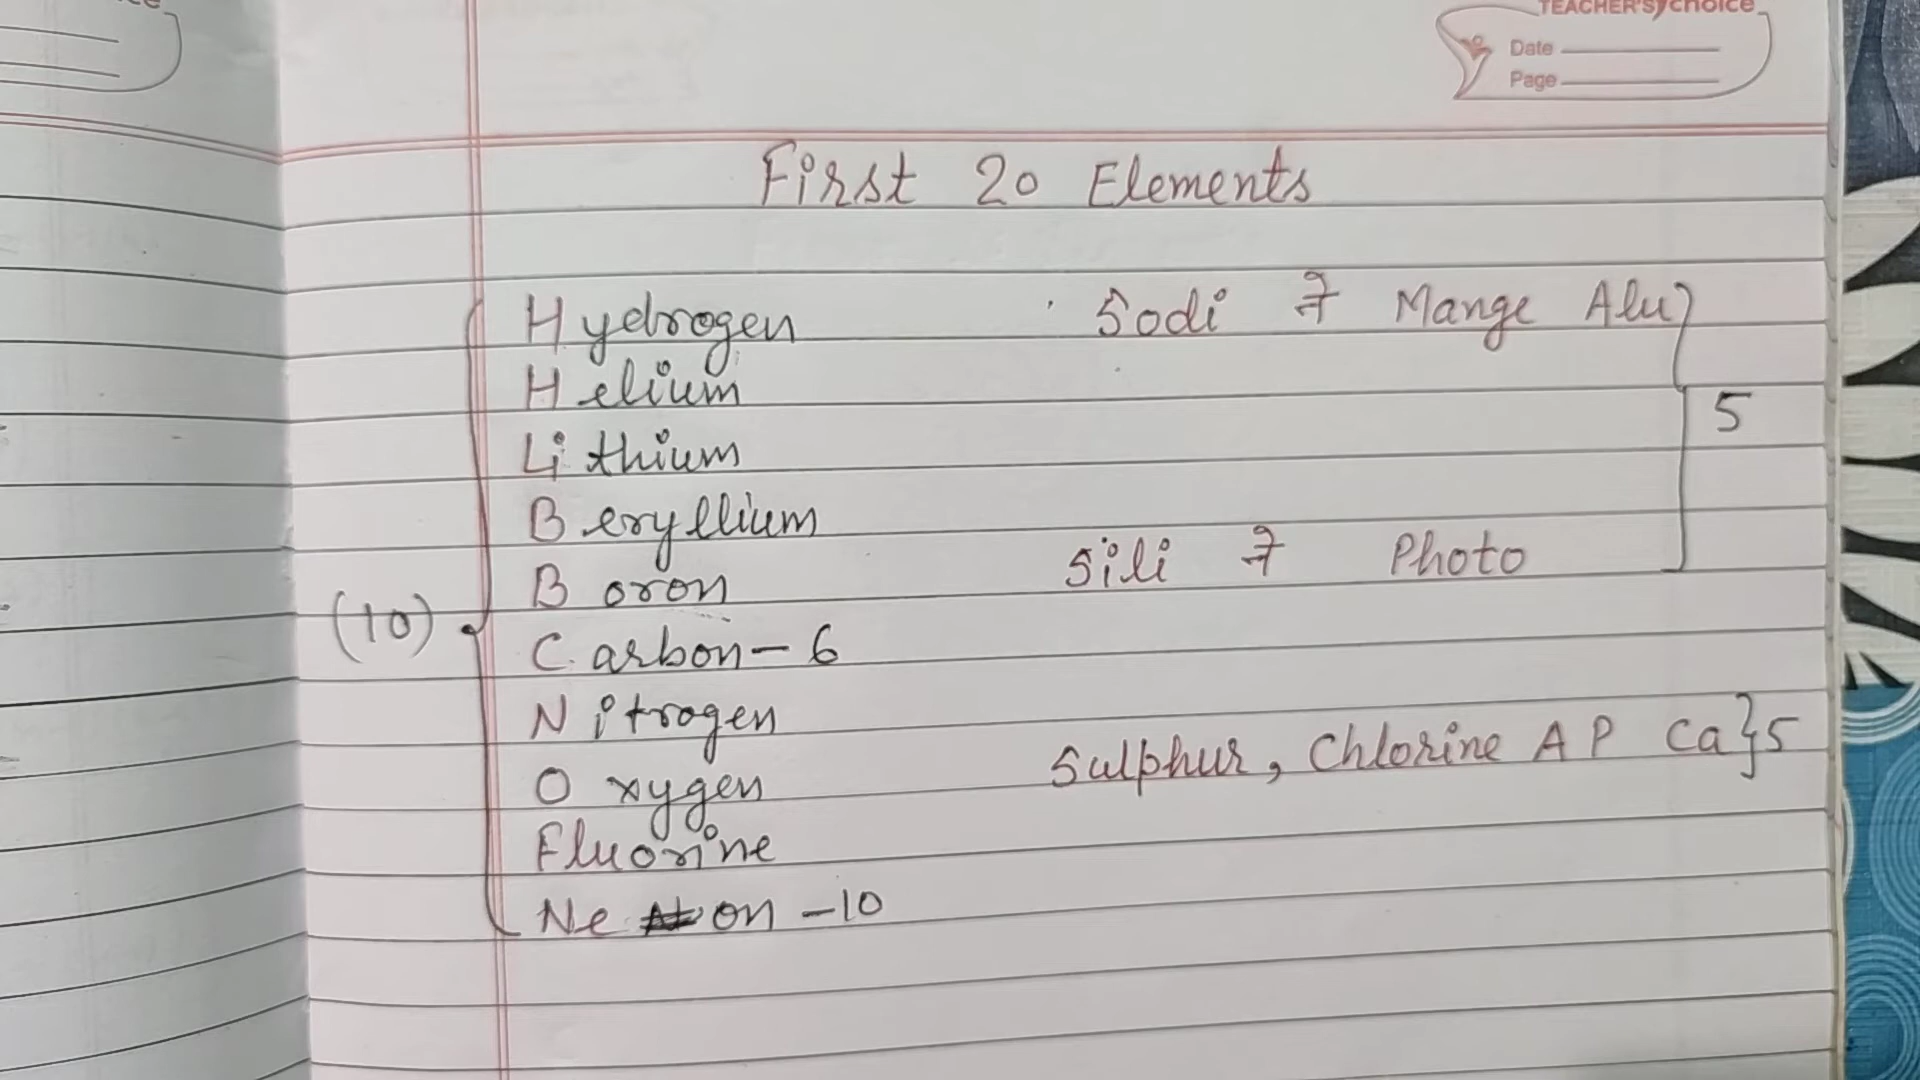 TEACHER'S CHOICE
Date
Page
First 20 Elements
Hydrogen
Helium
Lithium
Beryllium
Boron
(10)
Carbon - 6
Nitrogen
Oxygen
Fluorine
Ne on - 10
Sodi ने Mange Alu
5
Sili ने Photo
Sulphur, Chlorine A P Ca } 5